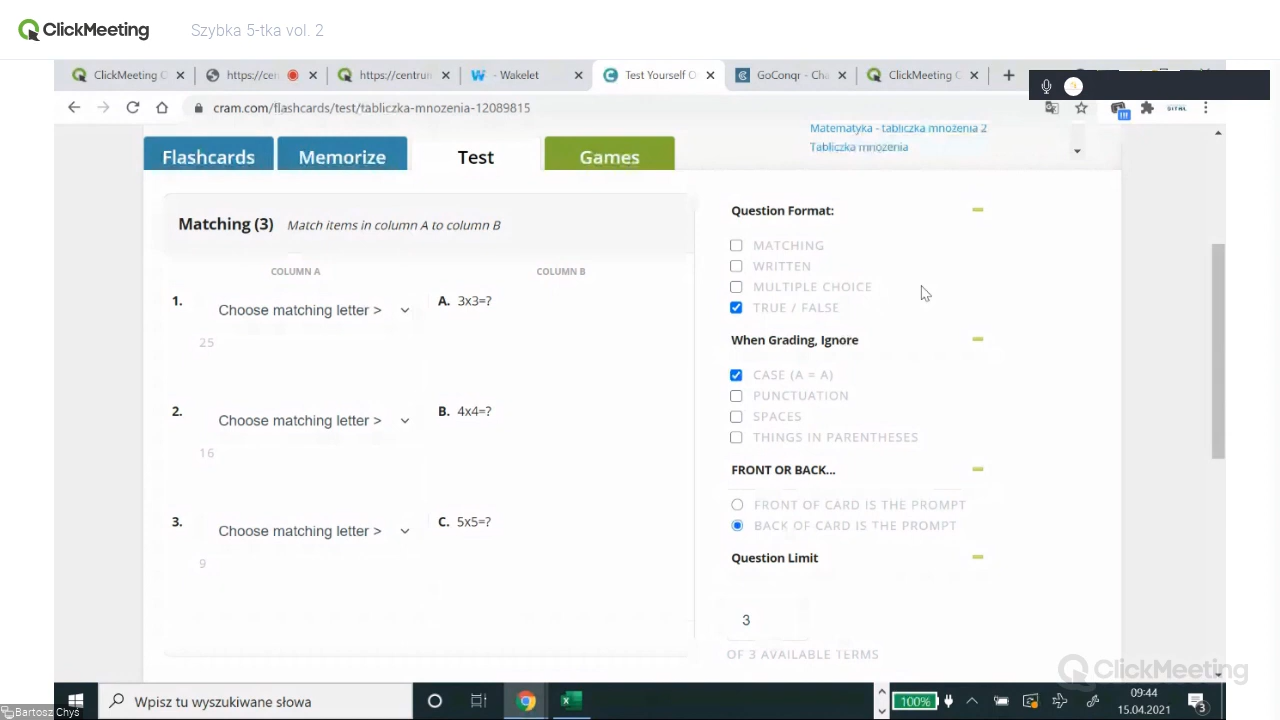 ClickMeeting
Szybka 5-tka vol. 2
ClickMeeting C
https://cen
https://centrun
- Wakelet
Test Yourself O
GoConqr - Cha
ClickMeeting C
cram.com/flashcards/test/tabliczka-mnozenia-12089815
Matematyka - tabliczka mnożenia 2
Tabliczka mnożenia
Flashcards
Memorize
Test
Games
Matching (3) Match items in column A to column B
COLUMN A
COLUMN B
1. Choose matching letter >
25
A. 3x3=?
2. Choose matching letter >
16
B. 4x4=?
3. Choose matching letter >
9
C. 5x5=?
Question Format:
MATCHING
WRITTEN
MULTIPLE CHOICE
TRUE / FALSE
When Grading, Ignore
CASE (A = A)
PUNCTUATION
SPACES
THINGS IN PARENTHESES
FRONT OR BACK...
FRONT OF CARD IS THE PROMPT
BACK OF CARD IS THE PROMPT
Question Limit
3
OF 3 AVAILABLE TERMS
ClickMeeting
Wpisz tu wyszukiwane słowa
100%
09:44
15.04.2021
3
Bartosz Chys